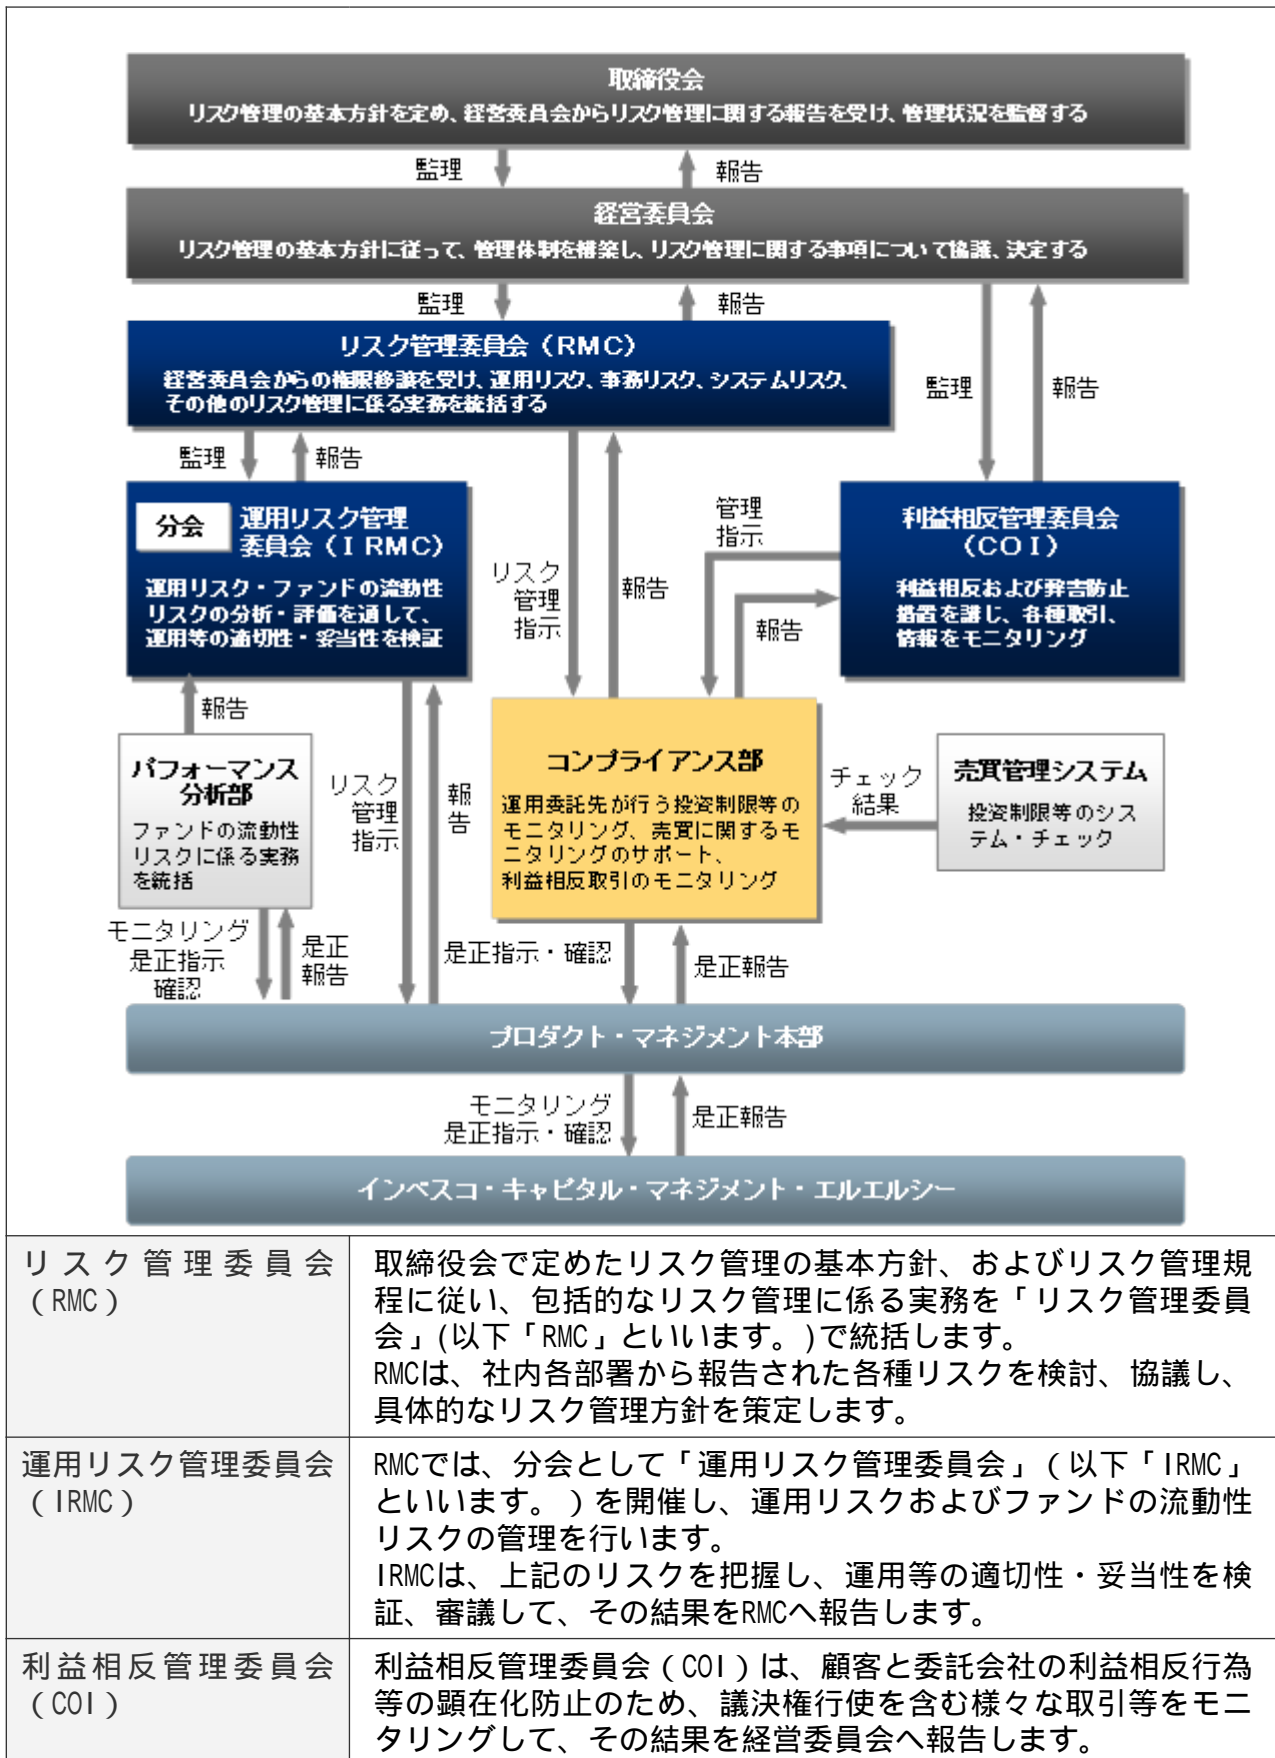 取締役会
リスク管理の基本方針を定め、経営委員会からリスク管理に関する報告を受け、管理状況を監督する
監理
報告
経営委員会
リスク管理の基本方針に従って、管理体制を構築し、リスク管理に関する事項について協議、決定する
監理
報告
リスク管理委員会（RMC）
経営委員会からの権限移譲を受け、運用リスク、事務リスク、システムリスク、
その他のリスク管理に係る実務を統括する
監理
報告
監理
報告
分会
運用リスク管理
委員会（IRMC）
運用リスク・ファンドの流動性
リスクの分析・評価を通して、
運用等の適切性・妥当性を検証
リスク
管理
指示
報告
管理
指示
報告
利益相反管理委員会
（COI）
利益相反および弊害防止
措置を講じ、各種取引、
情報をモニタリング
報告
パフォーマンス
分析部
ファンドの流動性
リスクに係る実務
を統括
リスク
管理
指示
報
告
コンプライアンス部
運用委託先が行う投資制限等の
モニタリング、売買に関するモ
ニタリングのサポート、
利益相反取引のモニタリング
チェック
結果
売買管理システム
投資制限等のシス
テム・チェック
モニタリング
是正指示
確認
是正
報告
是正指示・確認
是正報告
プロダクト・マネジメント本部
モニタリング
是正指示・確認
是正報告
インベスコ・キャピタル・マネジメント・エルエルシー
リスク管理委員会
（RMC）
取締役会で定めたリスク管理の基本方針、およびリスク管理規
程に従い、包括的なリスク管理に係る実務を「リスク管理委員
会」(以下「RMC」といいます。)で統括します。
RMCは、社内各部署から報告された各種リスクを検討、協議し、
具体的なリスク管理方針を策定します。
運用リスク管理委員会
（IRMC）
RMCでは、分会として「運用リスク管理委員会」（以下「IRMC」
といいます。）を開催し、運用リスクおよびファンドの流動性
リスクの管理を行います。
IRMCは、上記のリスクを把握し、運用等の適切性・妥当性を検
証、審議して、その結果をRMCへ報告します。
利益相反管理委員会
（COI）
利益相反管理委員会（COI）は、顧客と委託会社の利益相反行為
等の顕在化防止のため、議決権行使を含む様々な取引等をモニ
タリングして、その結果を経営委員会へ報告します。